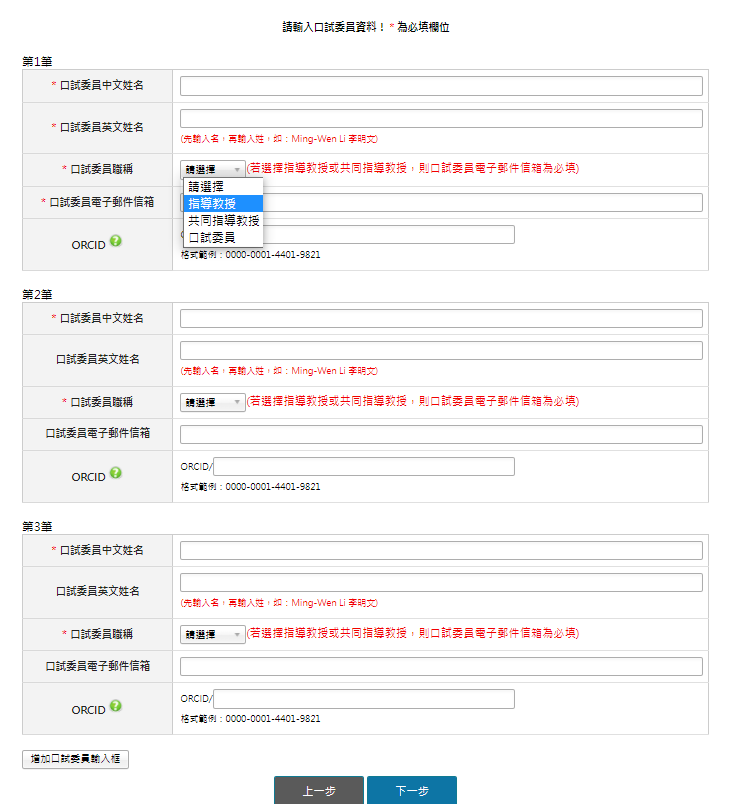 請輸入口試委員資料！* 為必填欄位
第1筆
* 口試委員中文姓名
* 口試委員英文姓名
(先輸入名，再輸入姓，如：Ming-Wen Li 李明文)
* 口試委員職稱
請選擇
(若選擇指導教授或共同指導教授，則口試委員電子郵件信箱為必填)
請選擇
指導教授
共同指導教授
口試委員
* 口試委員電子郵件信箱
ORCID
格式範例：0000-0001-4401-9821
第2筆
* 口試委員中文姓名
口試委員英文姓名
(先輸入名，再輸入姓，如：Ming-Wen Li 李明文)
* 口試委員職稱
請選擇
(若選擇指導教授或共同指導教授，則口試委員電子郵件信箱為必填)
口試委員電子郵件信箱
ORCID
ORCID/
格式範例：0000-0001-4401-9821
第3筆
* 口試委員中文姓名
口試委員英文姓名
(先輸入名，再輸入姓，如：Ming-Wen Li 李明文)
* 口試委員職稱
請選擇
(若選擇指導教授或共同指導教授，則口試委員電子郵件信箱為必填)
口試委員電子郵件信箱
ORCID
ORCID/
格式範例：0000-0001-4401-9821
增加口試委員輸入框
上一步
下一步